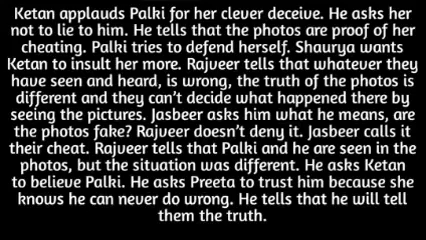 Ketan applauds Palki for her clever deceive. He asks her
not to lie to him. He tells that the photos are proof of her
cheating. Palki tries to defend herself. Shaurya wants
Ketan to insult her more. Rajveer tells that whatever they
have seen and heard, is wrong, the truth of the photos is
different and they can’t decide what happened there by
seeing the pictures. Jasbeer asks him what he means, are
the photos fake? Rajveer doesn’t deny it. Jasbeer calls it
their cheat. Rajveer tells that Palki and he are seen in the
photos, but the situation was different. He asks Ketan
to believe Palki. He asks Preeta to trust him because she
knows he can never do wrong. He tells that he will tell
them the truth.